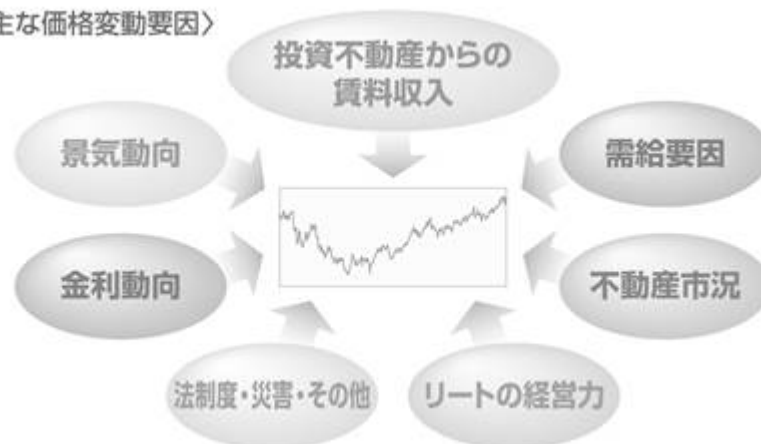 主な価格変動要因〉
投資不動産からの
賃料収入
景気動向
需給要因
金利動向
不動産市況
法制度・災害・その他
リートの経営力